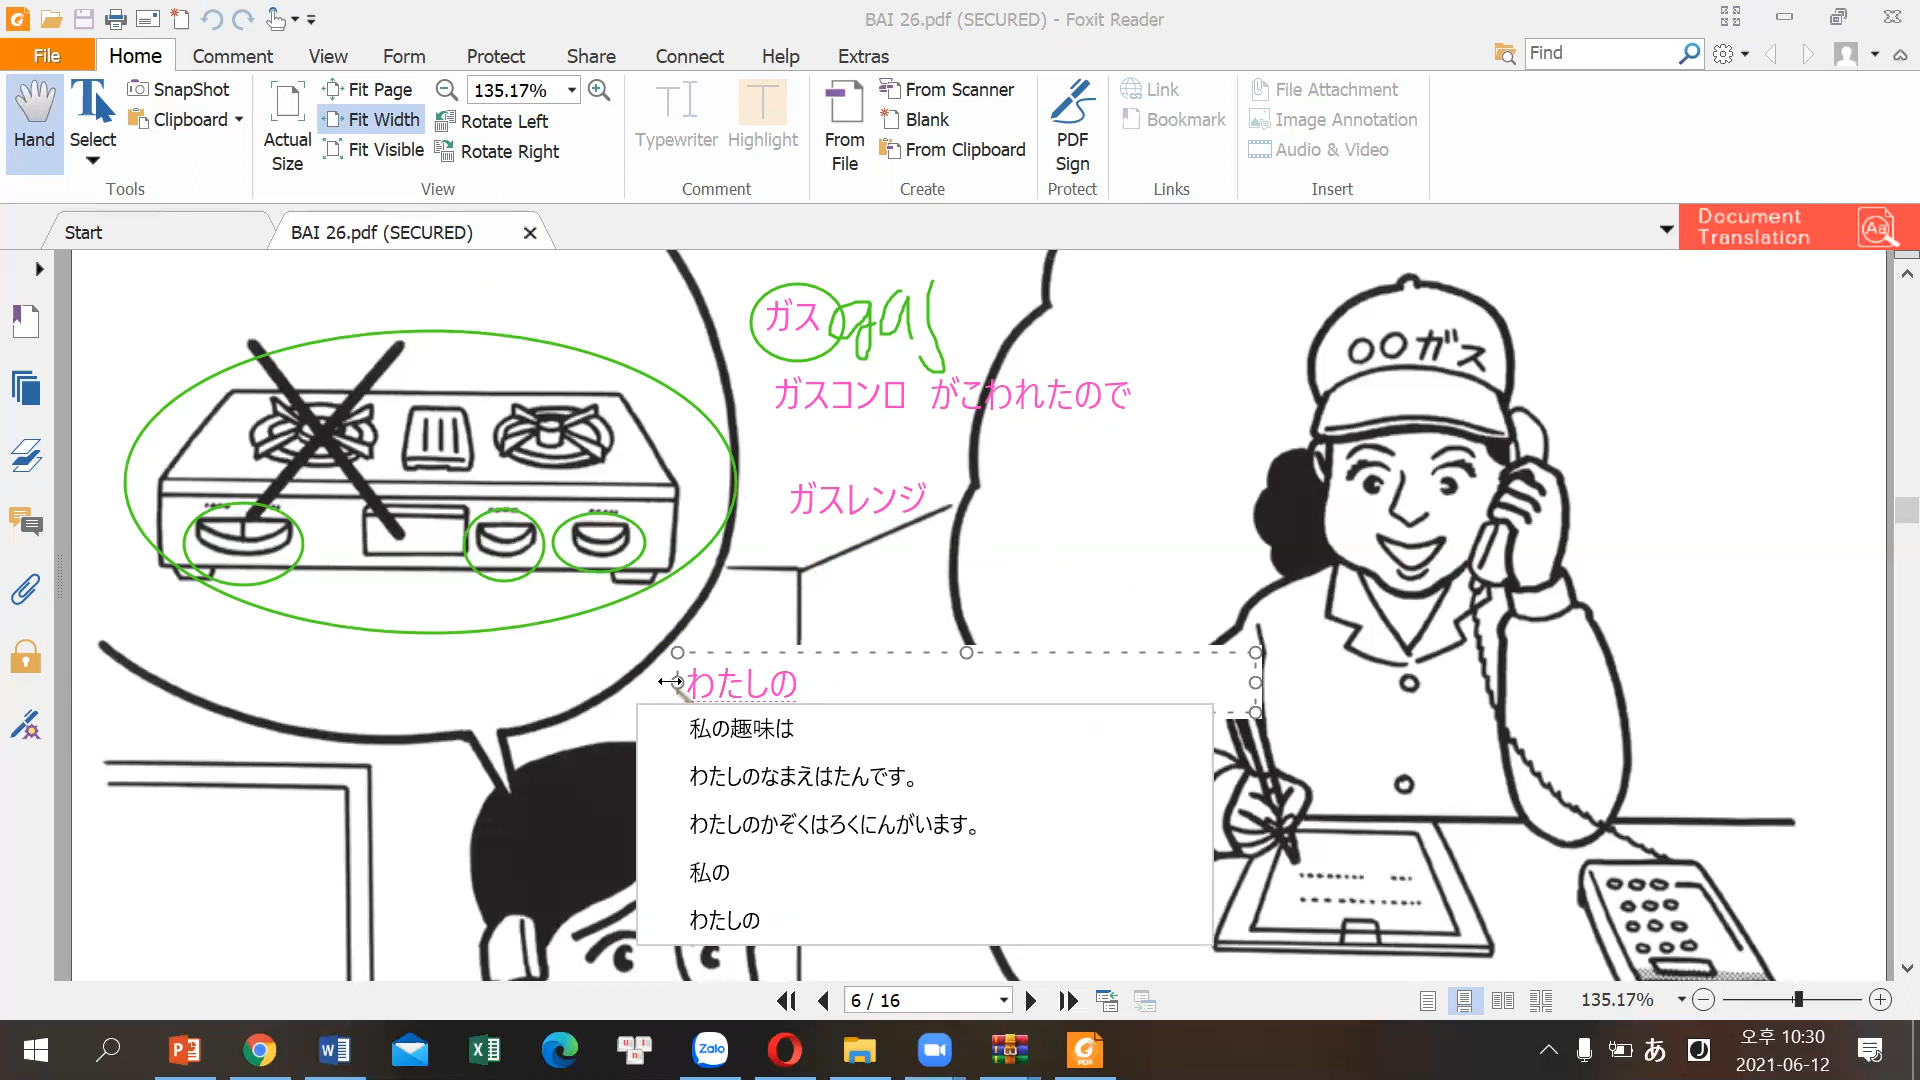 BAI 26.pdf (SECURED) - Foxit Reader
File
Home
Comment
View
Form
Protect
Share
Connect
Help
Extras
Find
Hand
Select
SnapShot
Clipboard
Tools
Actual Size
Fit Page
Fit Width
Fit Visible
135.17%
Rotate Left
Rotate Right
View
Typewriter
Highlight
Comment
From File
From Scanner
Blank
From Clipboard
Create
PDF Sign
Protect
Link
Bookmark
Links
File Attachment
Image Annotation
Audio & Video
Insert
Start
BAI 26.pdf (SECURED)
Document Translation
ガス gas
ガスコンロ がこわれたので
ガスレンジ
〇〇ガス
わたしの
私の趣味は
わたしのなまえはたんです。
わたしのかぞくはろくにんがいます。
私の
わたしの
6 / 16
135.17%
Zalo
あ
오후 10:30
2021-06-12